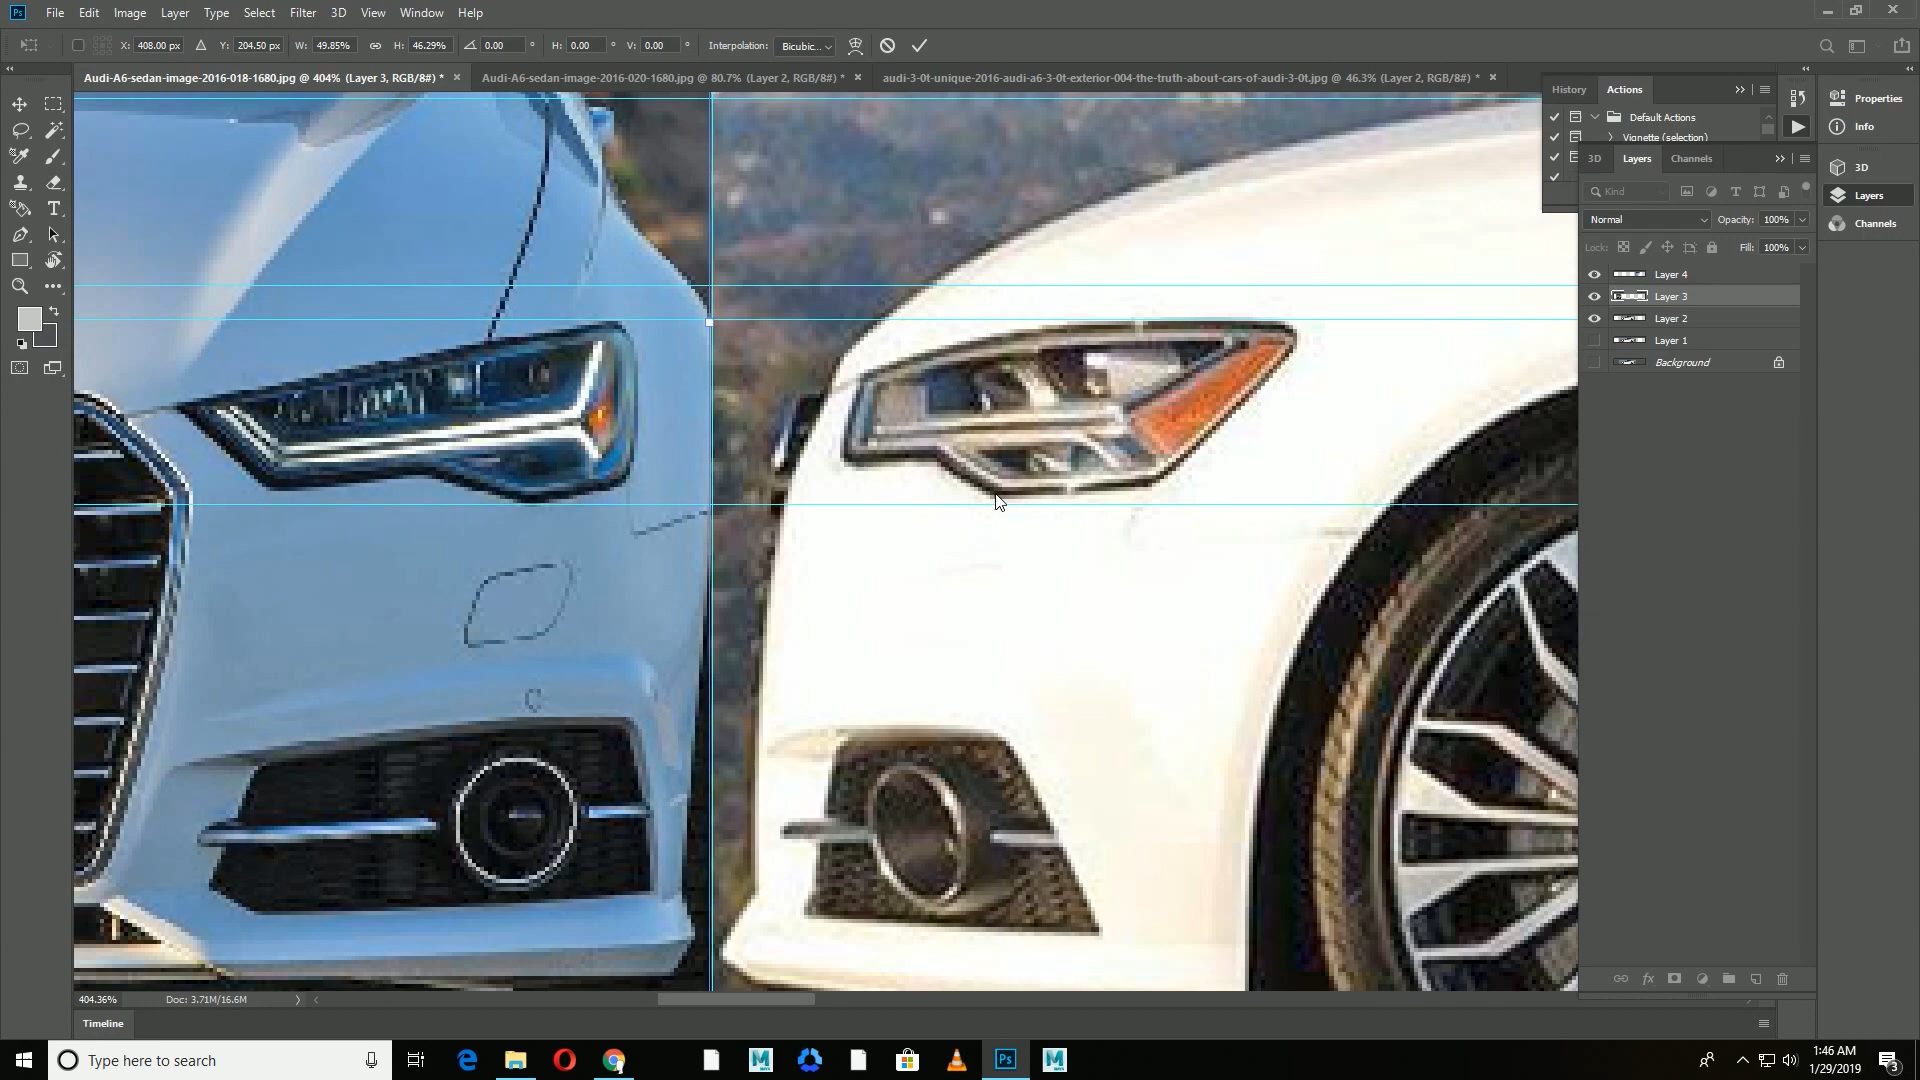 Ps File Edit Image Layer Type Select Filter 3D View Window Help
X: 408.00 px Y: 204.50 px W: 49.85% H: 46.29% 0.00 ° H: 0.00 ° V: 0.00 ° Interpolation: Bicubic...
Audi-A6-sedan-image-2016-018-1680.jpg @ 404% (Layer 3, RGB/8#) * × Audi-A6-sedan-image-2016-020-1680.jpg @ 80.7% (Layer 2, RGB/8#) * × audi-3-0t-unique-2016-audi-a6-3-0t-exterior-004-the-truth-about-cars-of-audi-3-0t.jpg @ 46.3% (Layer 2, RGB/8#) * ×
History Actions
Default Actions
Vignette (selection)
Properties
Info
3D
Layers
Channels
3D Layers Channels
Kind
Normal Opacity: 100%
Lock: Fill: 100%
Layer 4
Layer 3
Layer 2
Layer 1
Background
fx
404.36% Doc: 3.71M/16.6M
Timeline
Type here to search
Ps
1:46 AM
1/29/2019
3